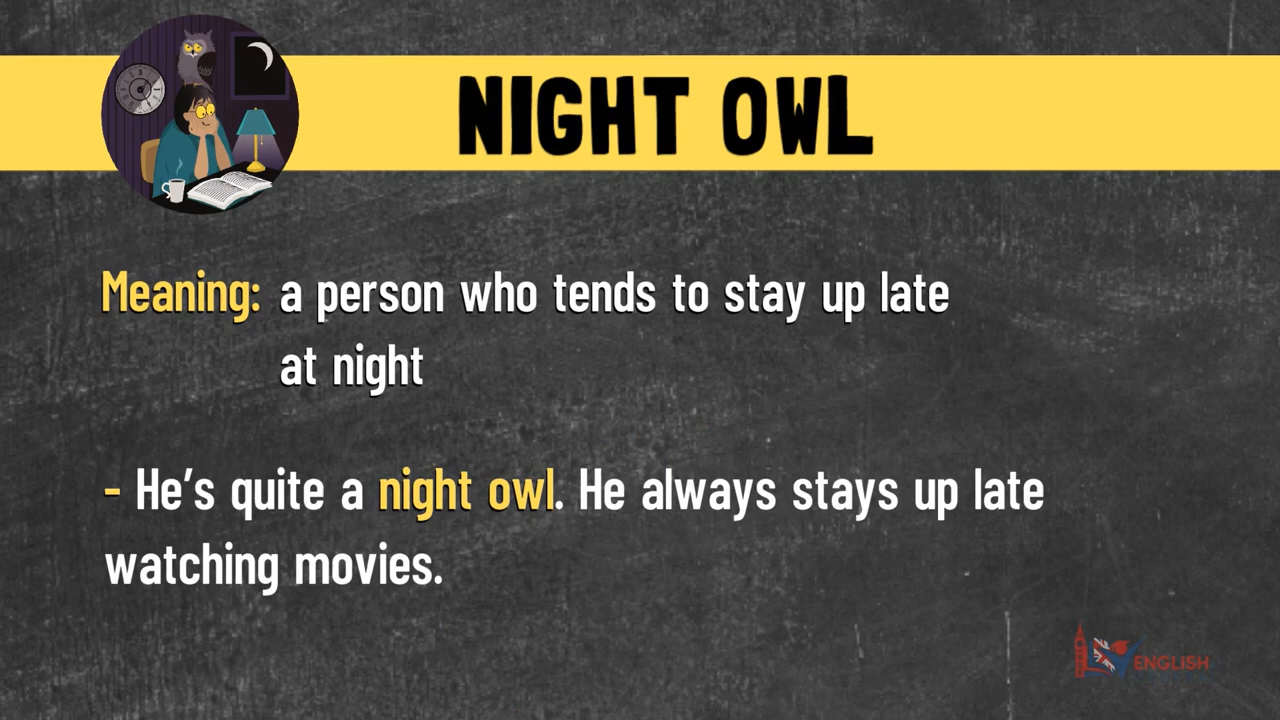 NIGHT OWL
Meaning: a person who tends to stay up late
at night
- He's quite a night owl. He always stays up late
watching movies.
ENGLISH